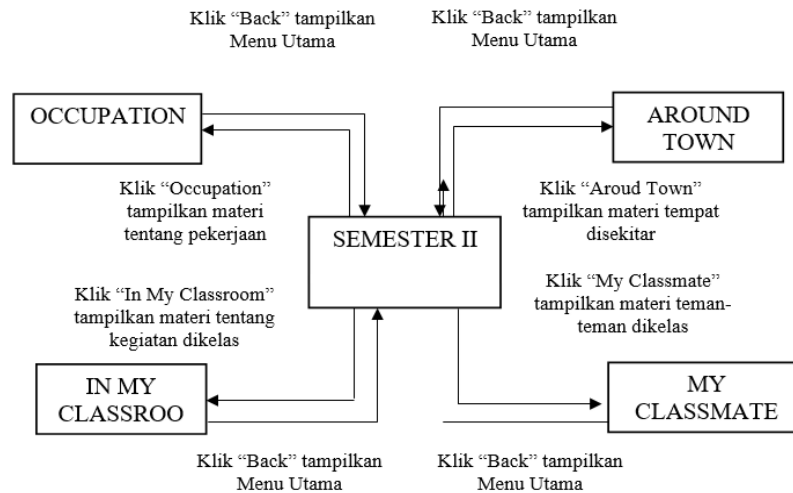 Klik “Back” tampilkan
Menu Utama
Klik “Back” tampilkan
Menu Utama
OCCUPATION
AROUND
TOWN
Klik “Occupation”
tampilkan materi
tentang pekerjaan
Klik “Aroud Town”
tampilkan materi tempat
disekitar
SEMESTER II
Klik “In My Classroom”
tampilkan materi tentang
kegiatan dikelas
Klik “My Classmate”
tampilkan materi teman-
teman dikelas
IN MY
CLASSROO
MY
CLASSMATE
Klik “Back” tampilkan
Menu Utama
Klik “Back” tampilkan
Menu Utama